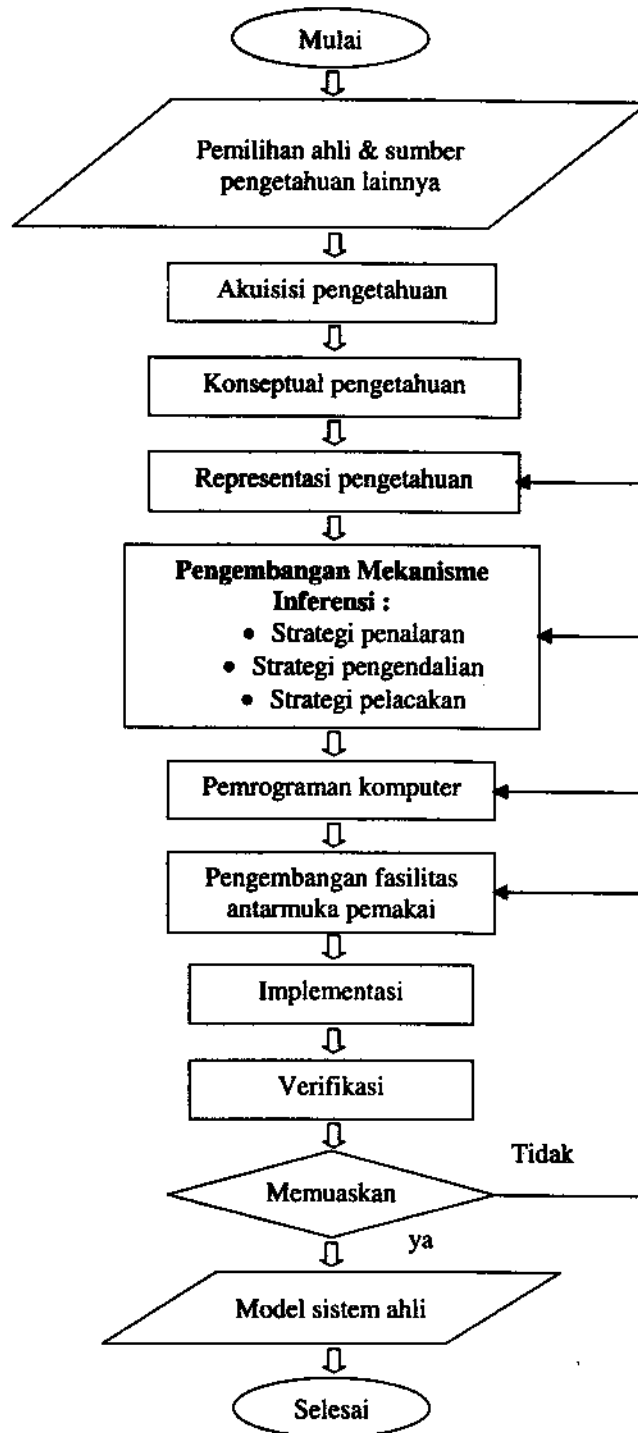 Mulai
Pemilihan ahli & sumber
pengetahuan lainnya
Akuisisi pengetahuan
Konseptual pengetahuan
Representasi pengetahuan
Pengembangan Mekanisme
Inferensi :
• Strategi penalaran
• Strategi pengendalian
• Strategi pelacakan
Pemrograman komputer
Pengembangan fasilitas
antarmuka pemakai
Implementasi
Verifikasi
Tidak
Memuaskan
ya
Model sistem ahli
Selesai